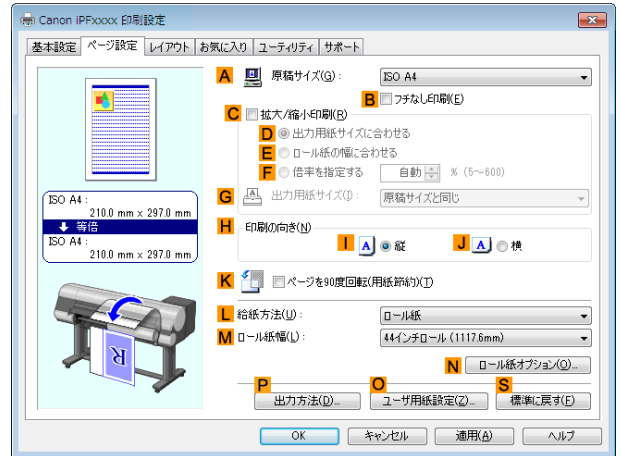 Canon iPFxxxx 印刷設定
基本設定 ページ設定 レイアウト お気に入り ユーティリティ サポート
A 原稿サイズ(G): ISO A4
B フチなし印刷(E)
C 拡大/縮小印刷(R)
D 出力用紙サイズに合わせる
E ロール紙の幅に合わせる
F 倍率を指定する 自動 % (5～600)
G 出力用紙サイズ(I): 原稿サイズと同じ
ISO A4 :
210.0 mm x 297.0 mm
等倍
ISO A4 :
210.0 mm x 297.0 mm
H 印刷の向き(N)
I A 縦 J A 横
K ページを90度回転(用紙節約)(T)
L 給紙方法(U): ロール紙
M ロール紙幅(L): 44インチロール (1117.6mm)
N ロール紙オプション(O)...
P O S
出力方法(D)... ユーザ用紙設定(Z)... 標準に戻す(F)
R
OK キャンセル 適用(A) ヘルプ